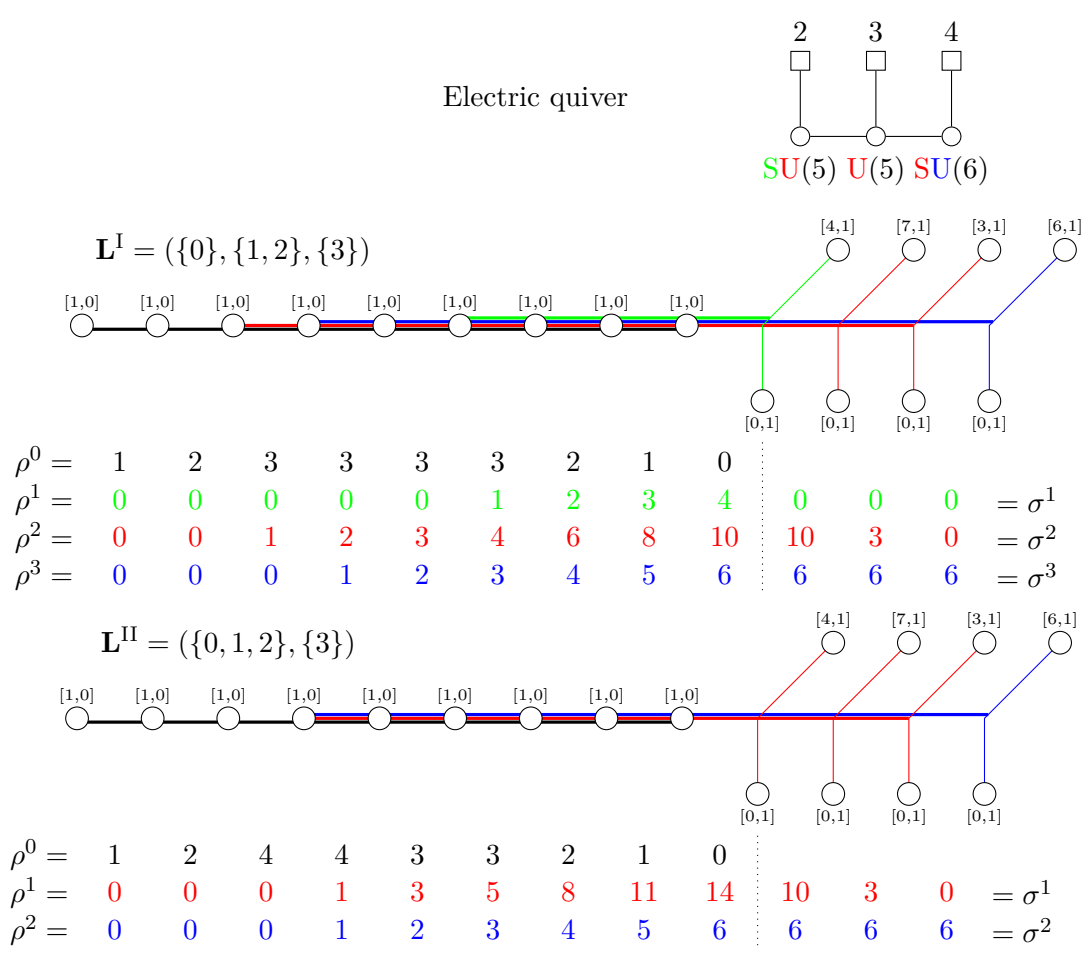 2 3 4
Electric quiver
SU(5) U(5) SU(6)
L^I = ({0}, {1, 2}, {3})
[4,1] [7,1] [3,1] [6,1]
[1,0] [1,0] [1,0] [1,0] [1,0] [1,0] [1,0] [1,0] [1,0]
[0,1] [0,1] [0,1] [0,1]
ρ^0 = 1 2 3 3 3 3 2 1 0
ρ^1 = 0 0 0 0 0 1 2 3 4 0 0 0 = σ^1
ρ^2 = 0 0 1 2 3 4 6 8 10 10 3 0 = σ^2
ρ^3 = 0 0 0 1 2 3 4 5 6 6 6 6 = σ^3
L^II = ({0, 1, 2}, {3})
[4,1] [7,1] [3,1] [6,1]
[1,0] [1,0] [1,0] [1,0] [1,0] [1,0] [1,0] [1,0] [1,0]
[0,1] [0,1] [0,1] [0,1]
ρ^0 = 1 2 4 4 3 3 2 1 0
ρ^1 = 0 0 0 1 3 5 8 11 14 10 3 0 = σ^1
ρ^2 = 0 0 0 1 2 3 4 5 6 6 6 6 = σ^2